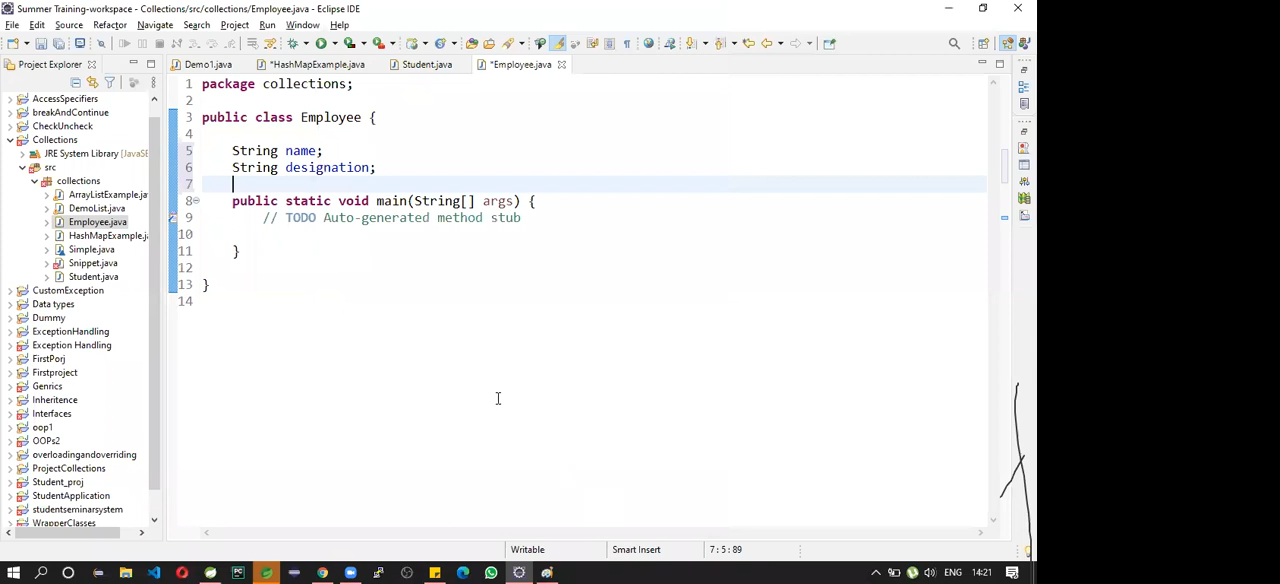 Summer Training-workspace - Collections/src/collections/Employee.java - Eclipse IDE
File Edit Source Refactor Navigate Search Project Run Window Help
Project Explorer
Demo1.java *HashMapExample.java Student.java *Employee.java
AccessSpecifiers
breakAndContinue
CheckUncheck
Collections
JRE System Library [JavaSE
src
collections
ArrayListExample.jav
DemoList.java
Employee.java
HashMapExample.ja
Simple.java
Snippet.java
Student.java
CustomException
Data types
Dummy
ExceptionHandling
Exception Handling
FirstPorj
Firstproject
Genrics
Inheritence
Interfaces
oop1
OOPs2
overloadingandoverriding
ProjectCollections
Student_proj
StudentApplication
studentseminarsystem
WrapperClasses
1 package collections;
2
3 public class Employee {
4
5 String name;
6 String designation;
7
8 public static void main(String[] args) {
9 // TODO Auto-generated method stub
10
11 }
12
13 }
14
Writable Smart Insert 7 : 5 : 89
ENG 14:21